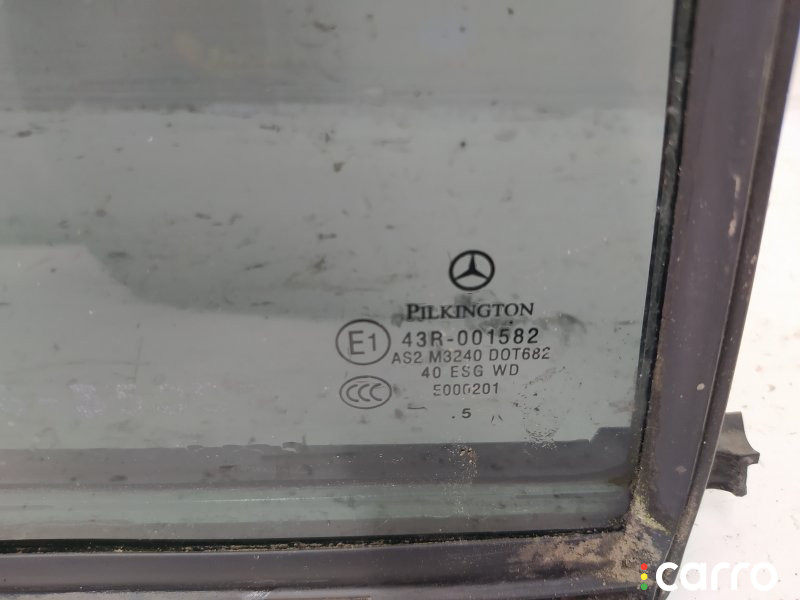 PILKINGTON
E1 43R-001582
AS2 M3240 DOT682
40 ESG WD
CCC E000201
5
carro